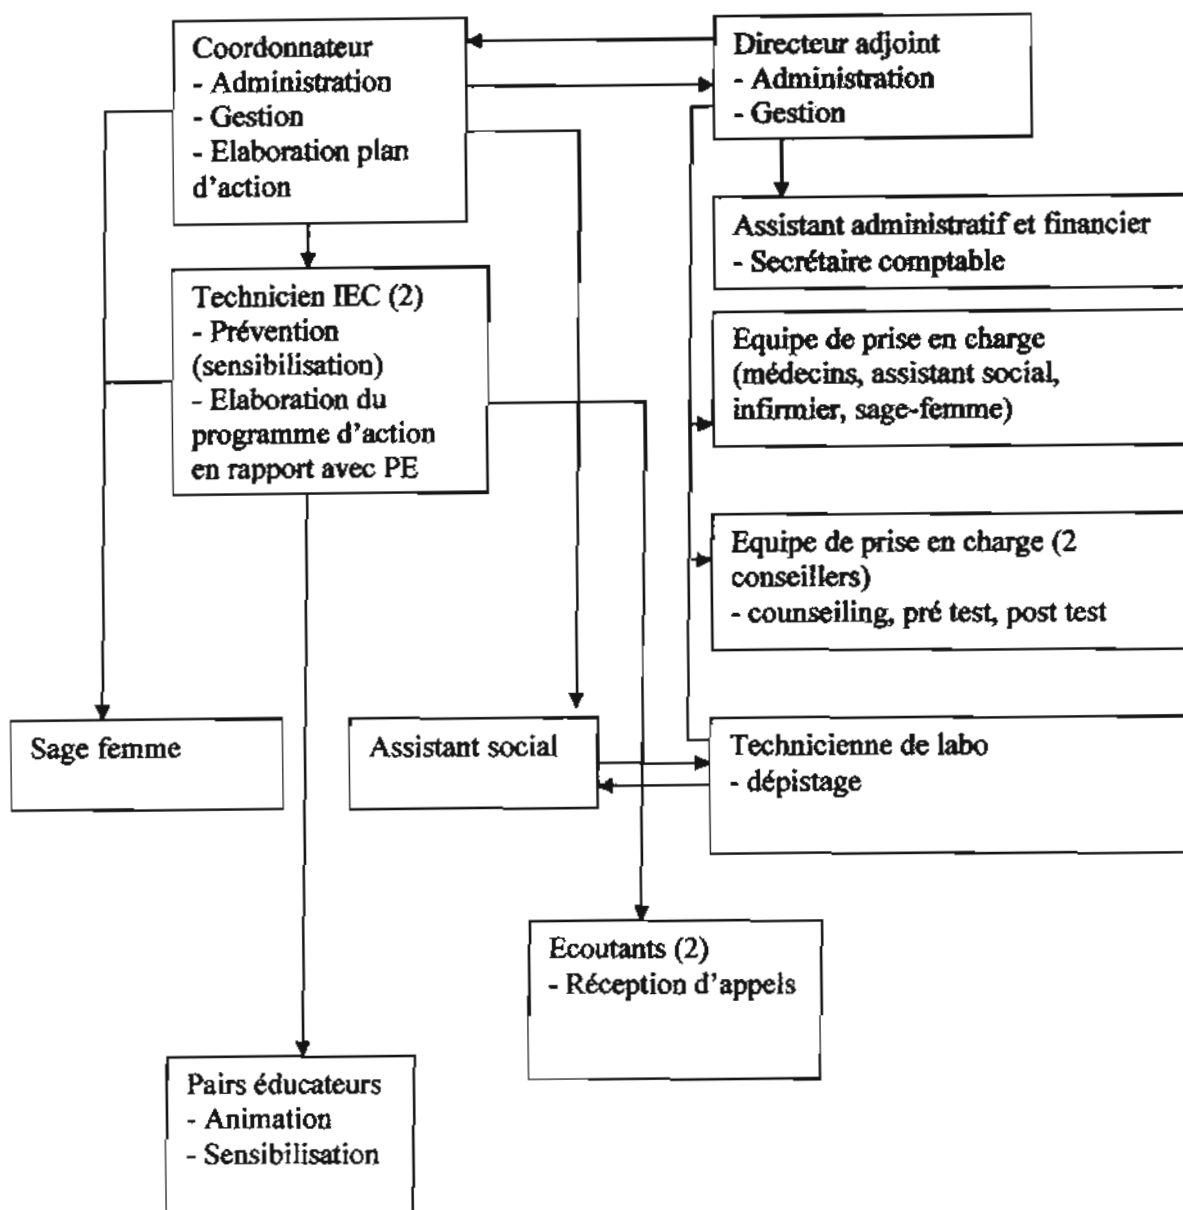 Coordonnateur
- Administration
- Gestion
- Elaboration plan
d'action
Directeur adjoint
- Administration
- Gestion
Assistant administratif et financier
- Secrétaire comptable
Technicien IEC (2)
- Prévention
(sensibilisation)
- Elaboration du
programme d'action
en rapport avec PE
Equipe de prise en charge
(médecins, assistant social,
infirmier, sage-femme)
Equipe de prise en charge (2
conseillers)
- counseiling, pré test, post test
Sage femme
Assistant social
Technicienne de labo
- dépistage
Ecoutants (2)
- Réception d'appels
Pairs éducateurs
- Animation
- Sensibilisation